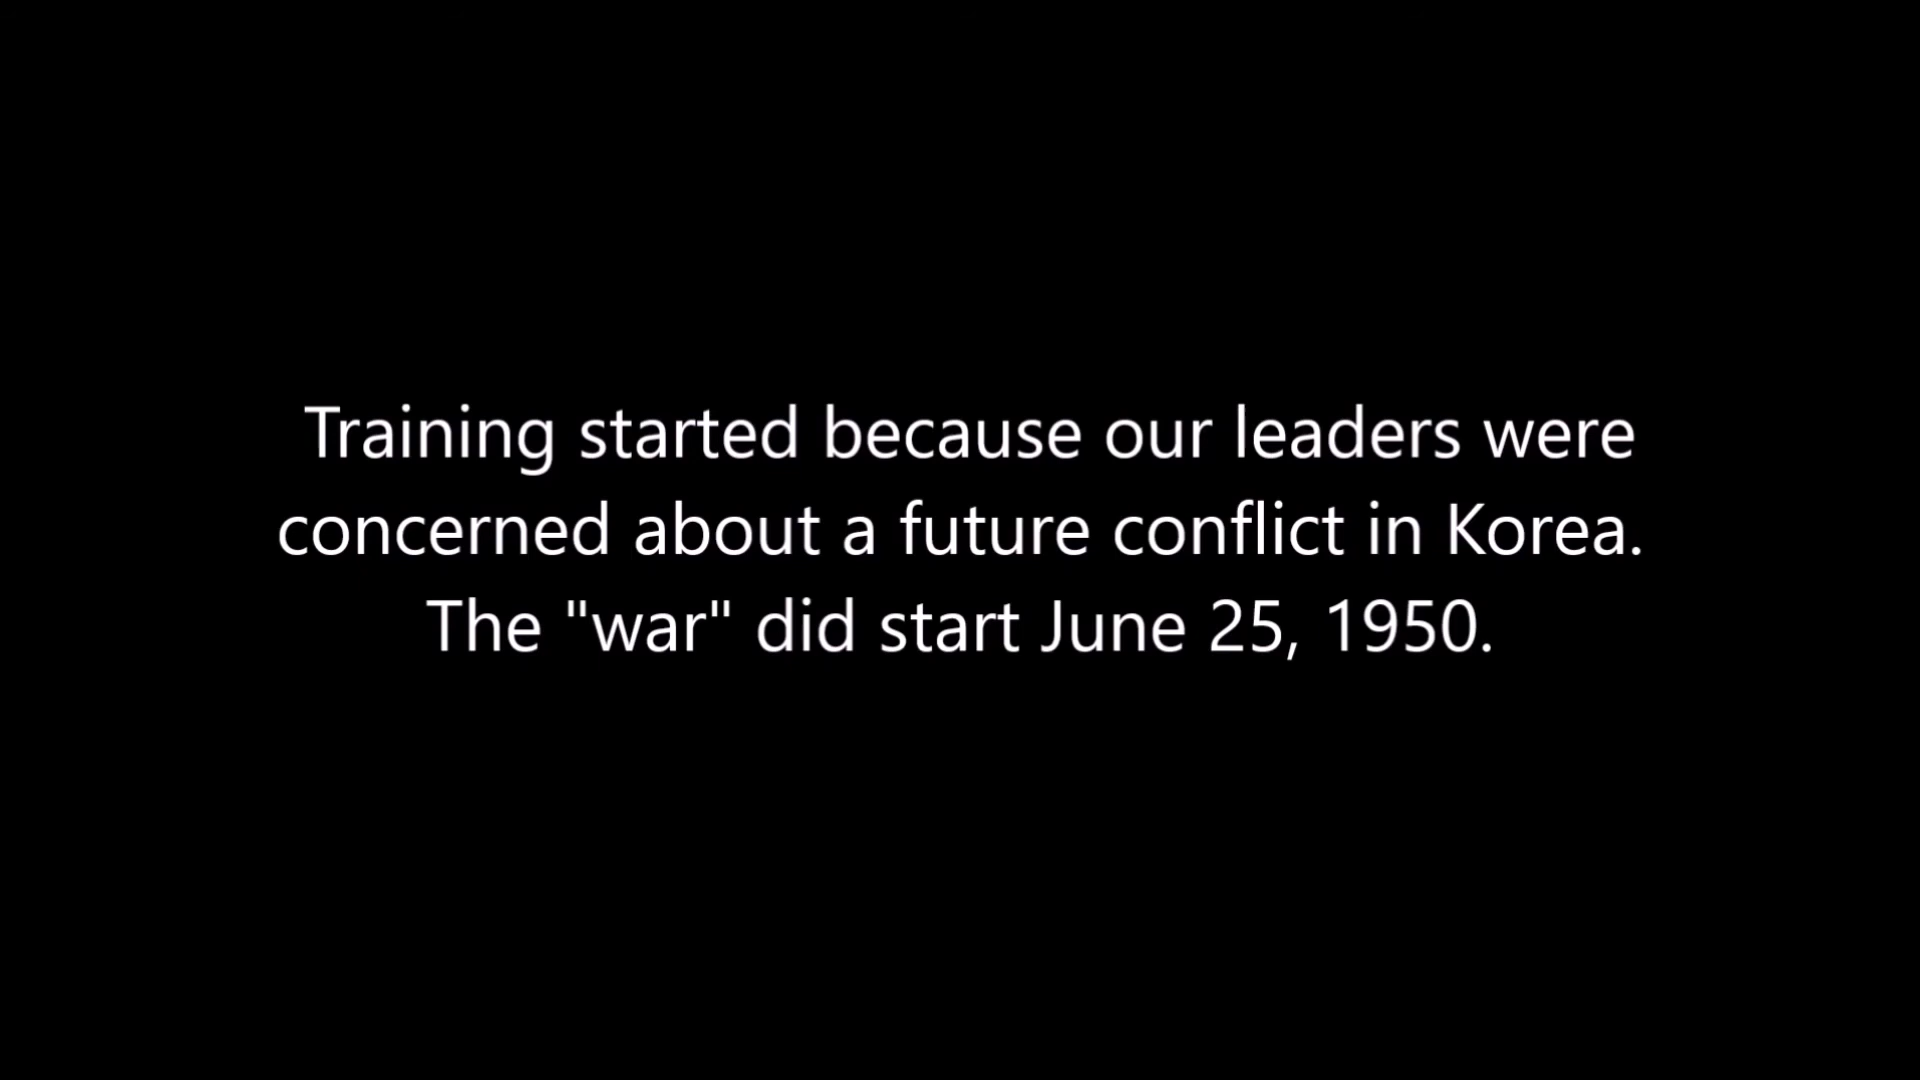 Training started because our leaders were
concerned about a future conflict in Korea.
The "war" did start June 25, 1950.